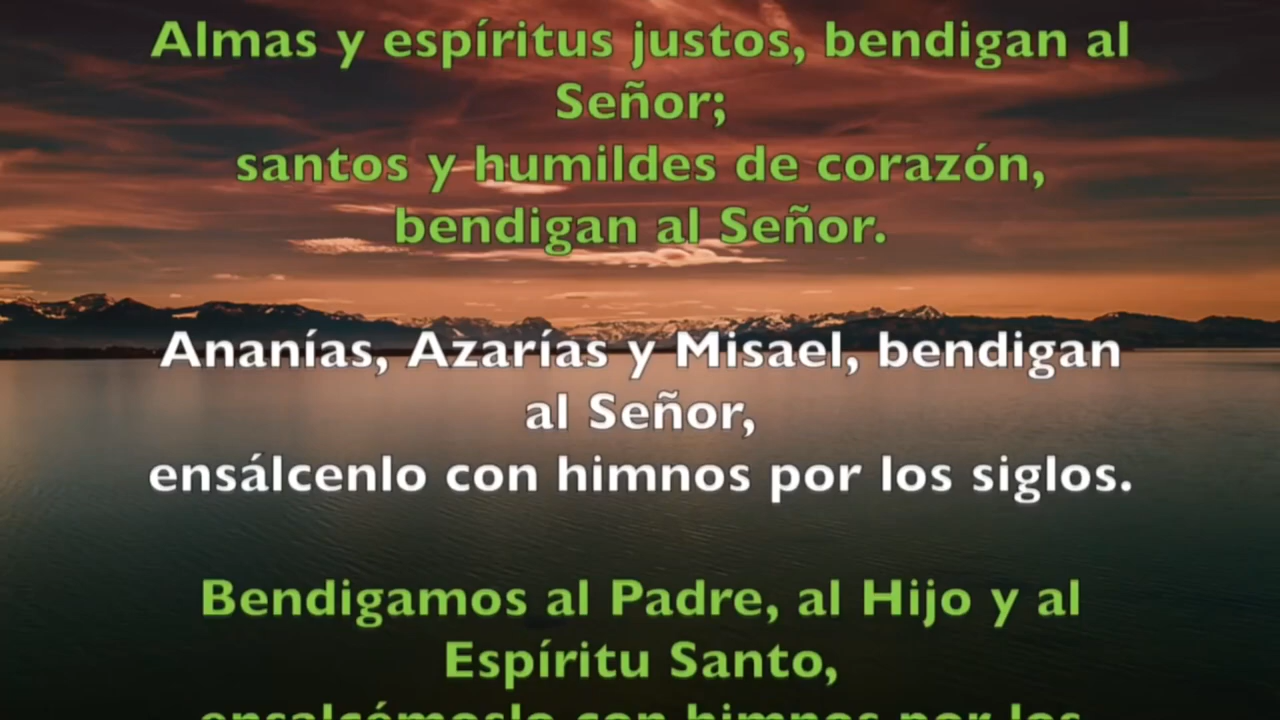 Almas y espíritus justos, bendigan al
Señor;
santos y humildes de corazón,
bendigan al Señor.
Ananías, Azarías y Misael, bendigan
al Señor,
ensálcenlo con himnos por los siglos.
Bendigamos al Padre, al Hijo y al
Espíritu Santo,
ensalcémoslo con himnos por los